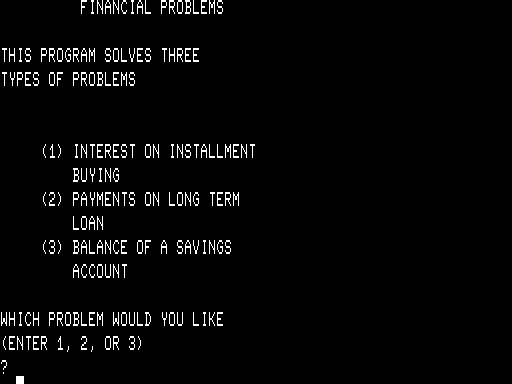 FINANCIAL PROBLEMS
THIS PROGRAM SOLVES THREE
TYPES OF PROBLEMS
(1) INTEREST ON INSTALLMENT
BUYING
(2) PAYMENTS ON LONG TERM
LOAN
(3) BALANCE OF A SAVINGS
ACCOUNT
WHICH PROBLEM WOULD YOU LIKE
(ENTER 1, 2, OR 3)
?